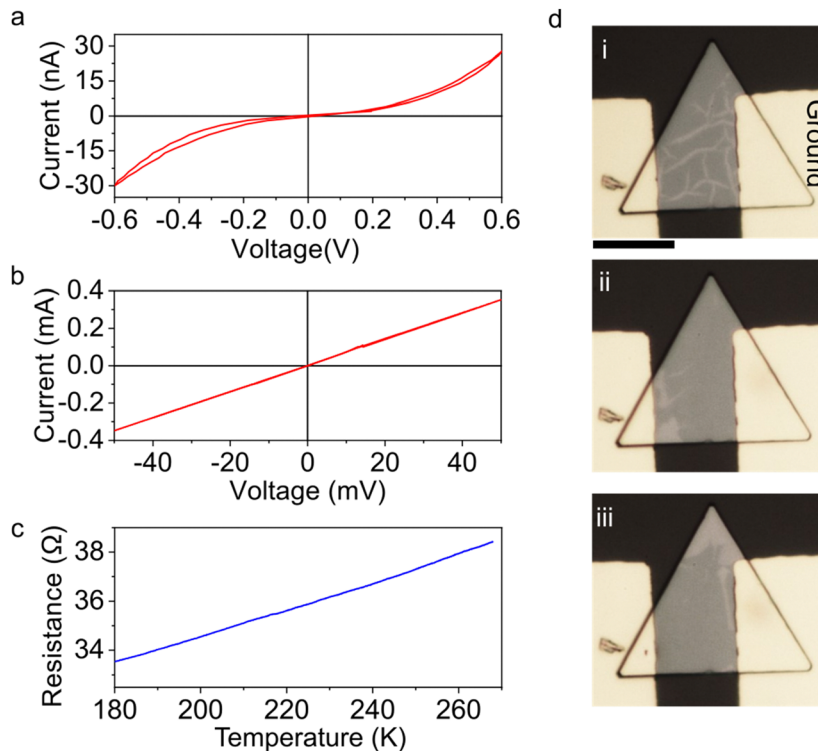 a
Current (nA)
30
15
0
-15
-30
-0.6 -0.4 -0.2 0.0 0.2 0.4 0.6
Voltage(V)
b
Current (mA)
0.4
0.2
0.0
-0.2
-0.4
-40 -20 0 20 40
Voltage (mV)
c
Resistance (Ω)
38
36
34
180 200 220 240 260
Temperature (K)
d
i
Ground
ii
iii